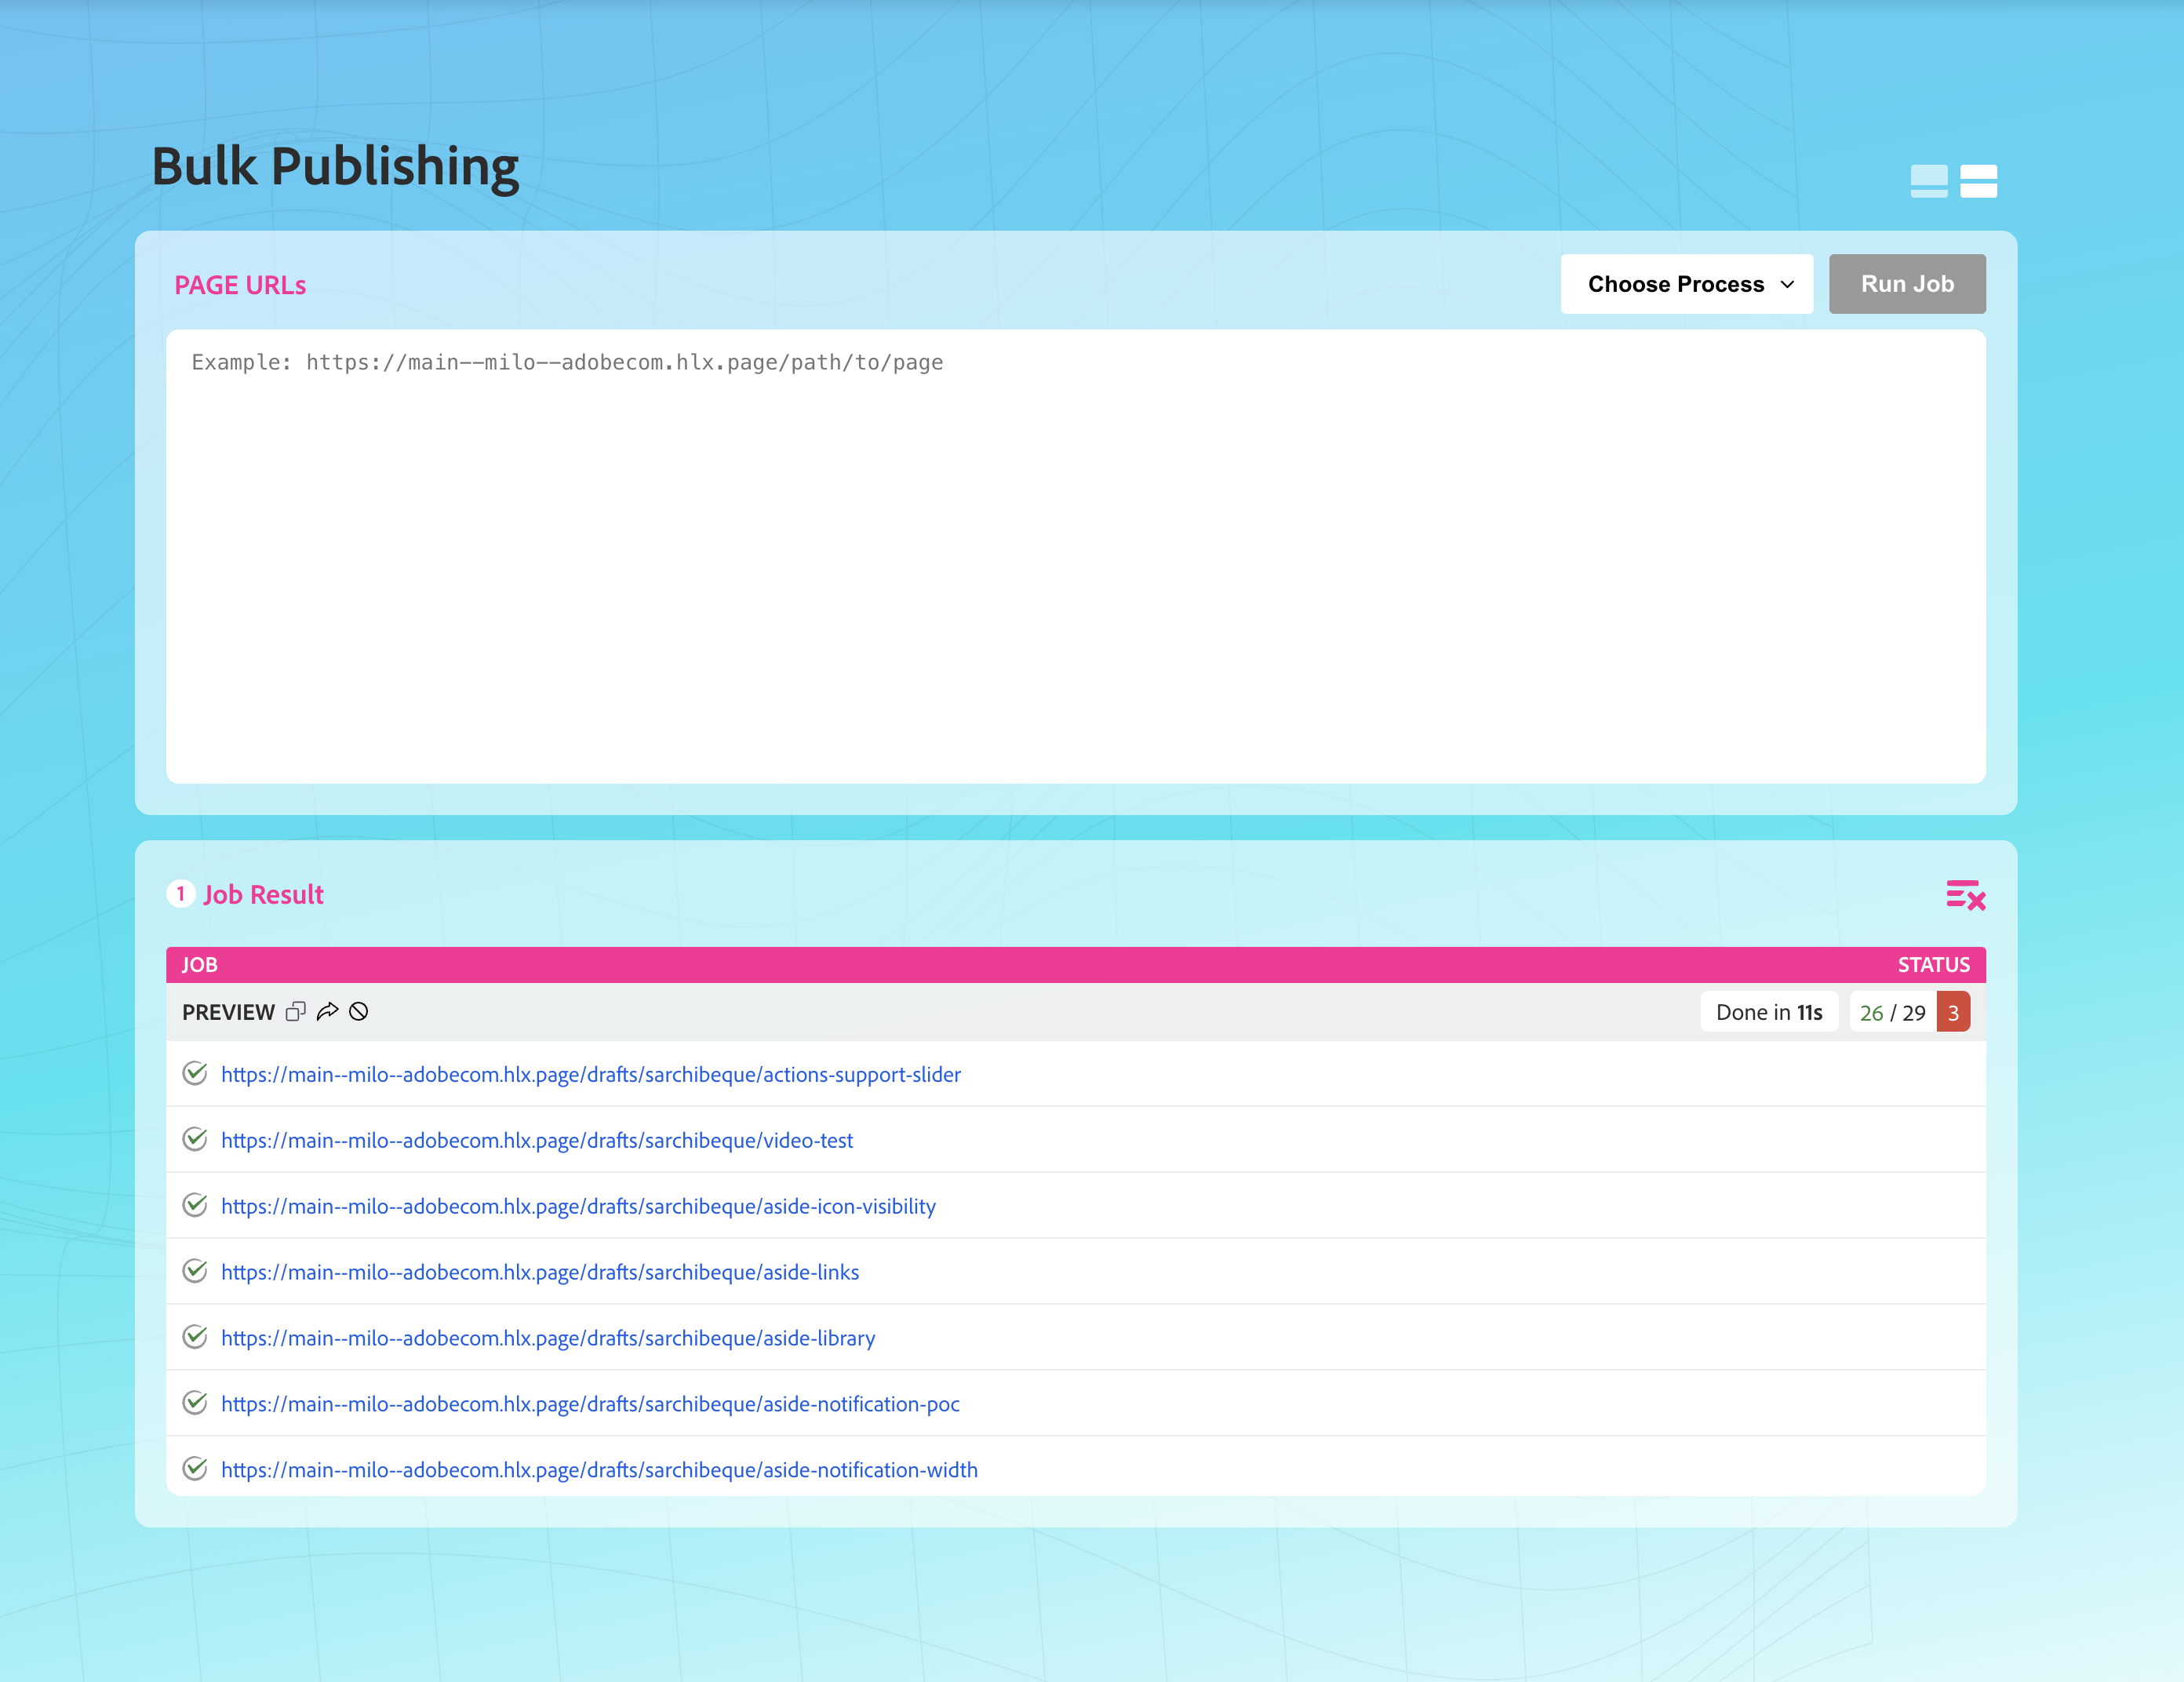 Bulk Publishing
PAGE URLs
Choose Process
Run Job
Example: https://main--milo--adobecom.hlx.page/path/to/page
1 Job Result
JOB STATUS
PREVIEW Done in 11s 26 / 29 3
https://main--milo--adobecom.hlx.page/drafts/sarchibeque/actions-support-slider
https://main--milo--adobecom.hlx.page/drafts/sarchibeque/video-test
https://main--milo--adobecom.hlx.page/drafts/sarchibeque/aside-icon-visibility
https://main--milo--adobecom.hlx.page/drafts/sarchibeque/aside-links
https://main--milo--adobecom.hlx.page/drafts/sarchibeque/aside-library
https://main--milo--adobecom.hlx.page/drafts/sarchibeque/aside-notification-poc
https://main--milo--adobecom.hlx.page/drafts/sarchibeque/aside-notification-width